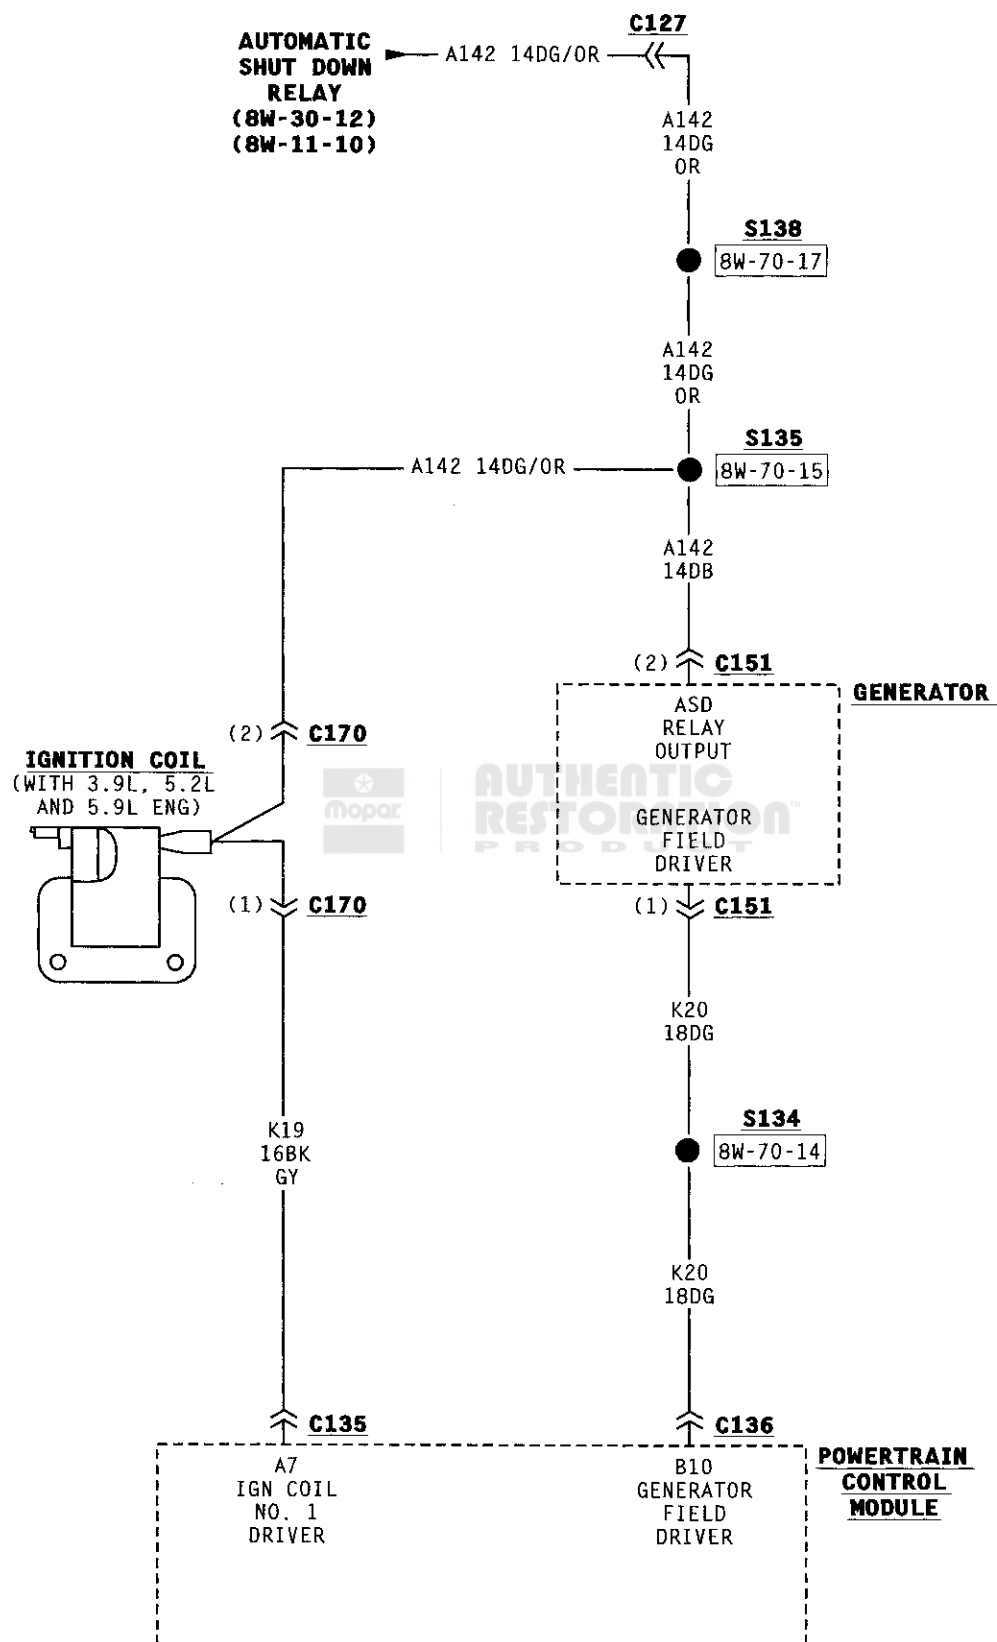 C127
AUTOMATIC
SHUT DOWN
RELAY
(8W-30-12)
(8W-11-10)
A142 14DG/OR
A142
14DG
OR
S138
8W-70-17
A142
14DG
OR
S135
8W-70-15
A142 14DG/OR
A142
14DB
(2) C151
GENERATOR
ASD
RELAY
OUTPUT
GENERATOR
FIELD
DRIVER
(2) C170
IGNITION COIL
(WITH 3.9L, 5.2L
AND 5.9L ENG)
Mopar
AUTHENTIC
RESTORATION™
PRODUCT
(1) C170
(1) C151
K20
18DG
S134
8W-70-14
K19
16BK
GY
K20
18DG
C135
C136
A7
IGN COIL
NO. 1
DRIVER
B10
GENERATOR
FIELD
DRIVER
POWERTRAIN
CONTROL
MODULE